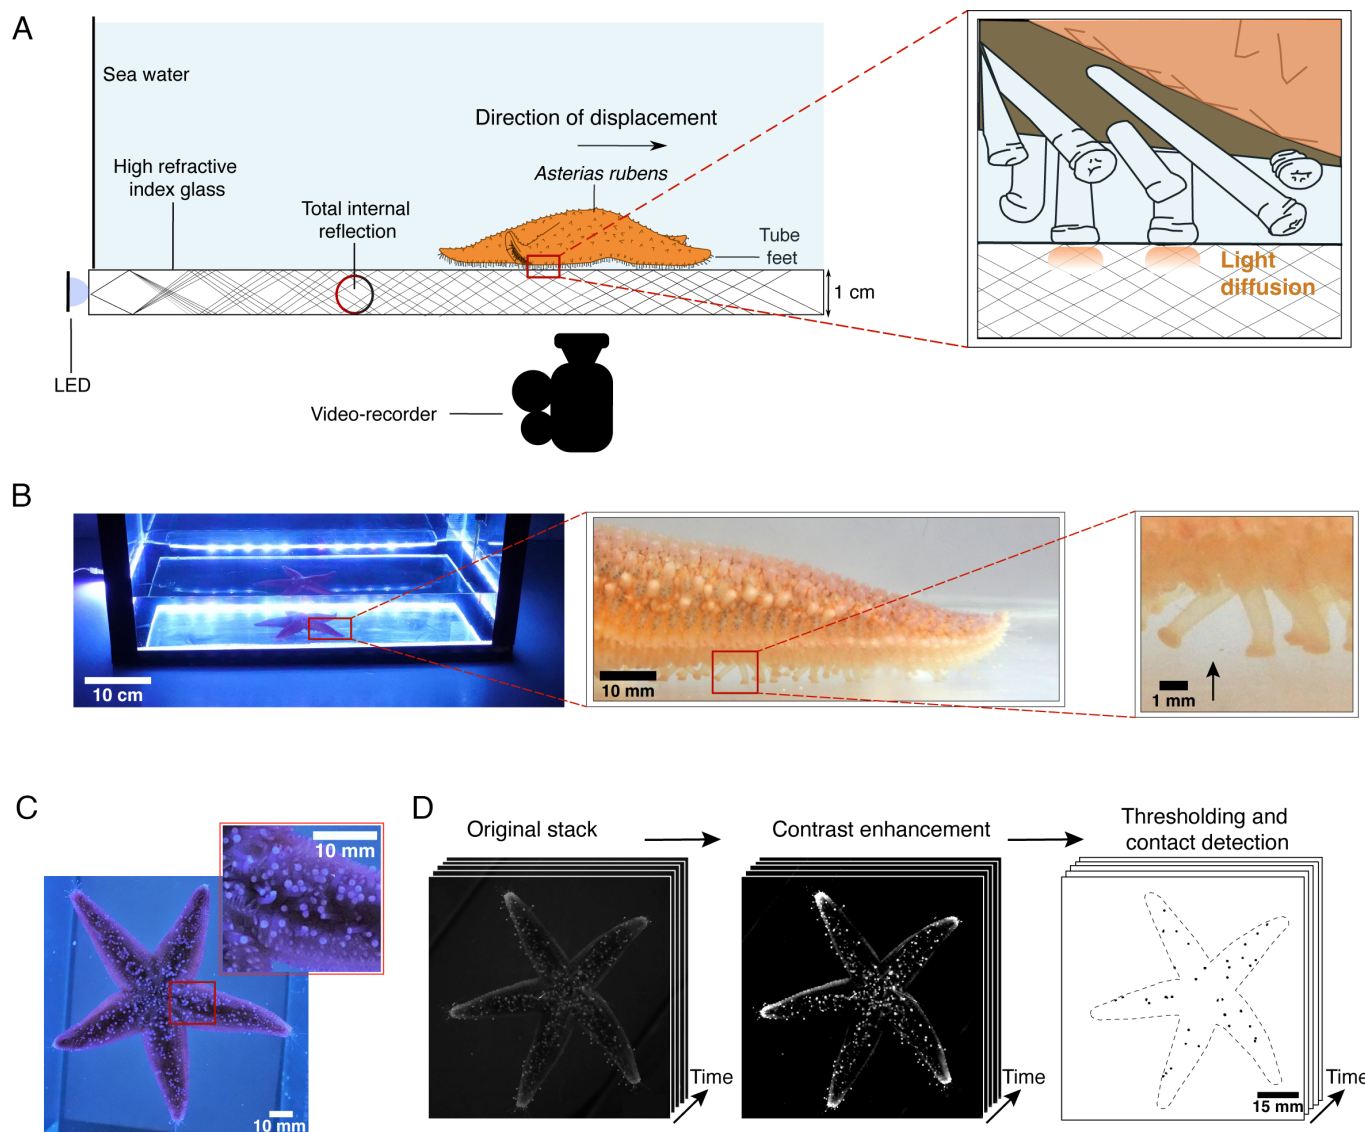 A
Sea water
High refractive
index glass
Total internal
reflection
Direction of displacement
Asterias rubens
Tube
feet
1 cm
LED
Video-recorder
Light
diffusion
B
10 cm
10 mm
1 mm
C
10 mm
10 mm
D
Original stack
Contrast enhancement
Thresholding and
contact detection
Time
Time
Time
15 mm